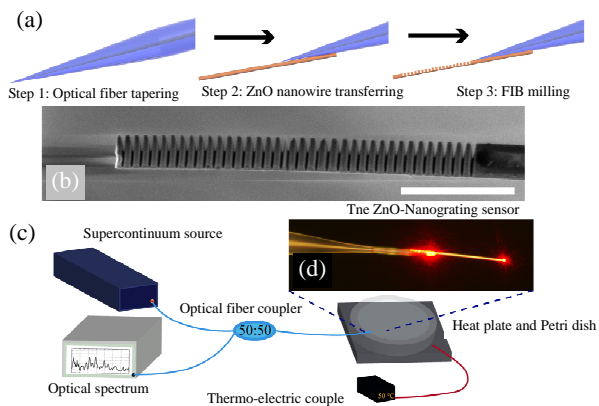 (a)
Step 1: Optical fiber tapering
Step 2: ZnO nanowire transferring
Step 3: FIB milling
(b)
Tne ZnO-Nanograting sensor
(c)
Supercontinuum source
(d)
Optical fiber coupler
50:50
Heat plate and Petri dish
Optical spectrum
Thermo-electric couple
50 °C